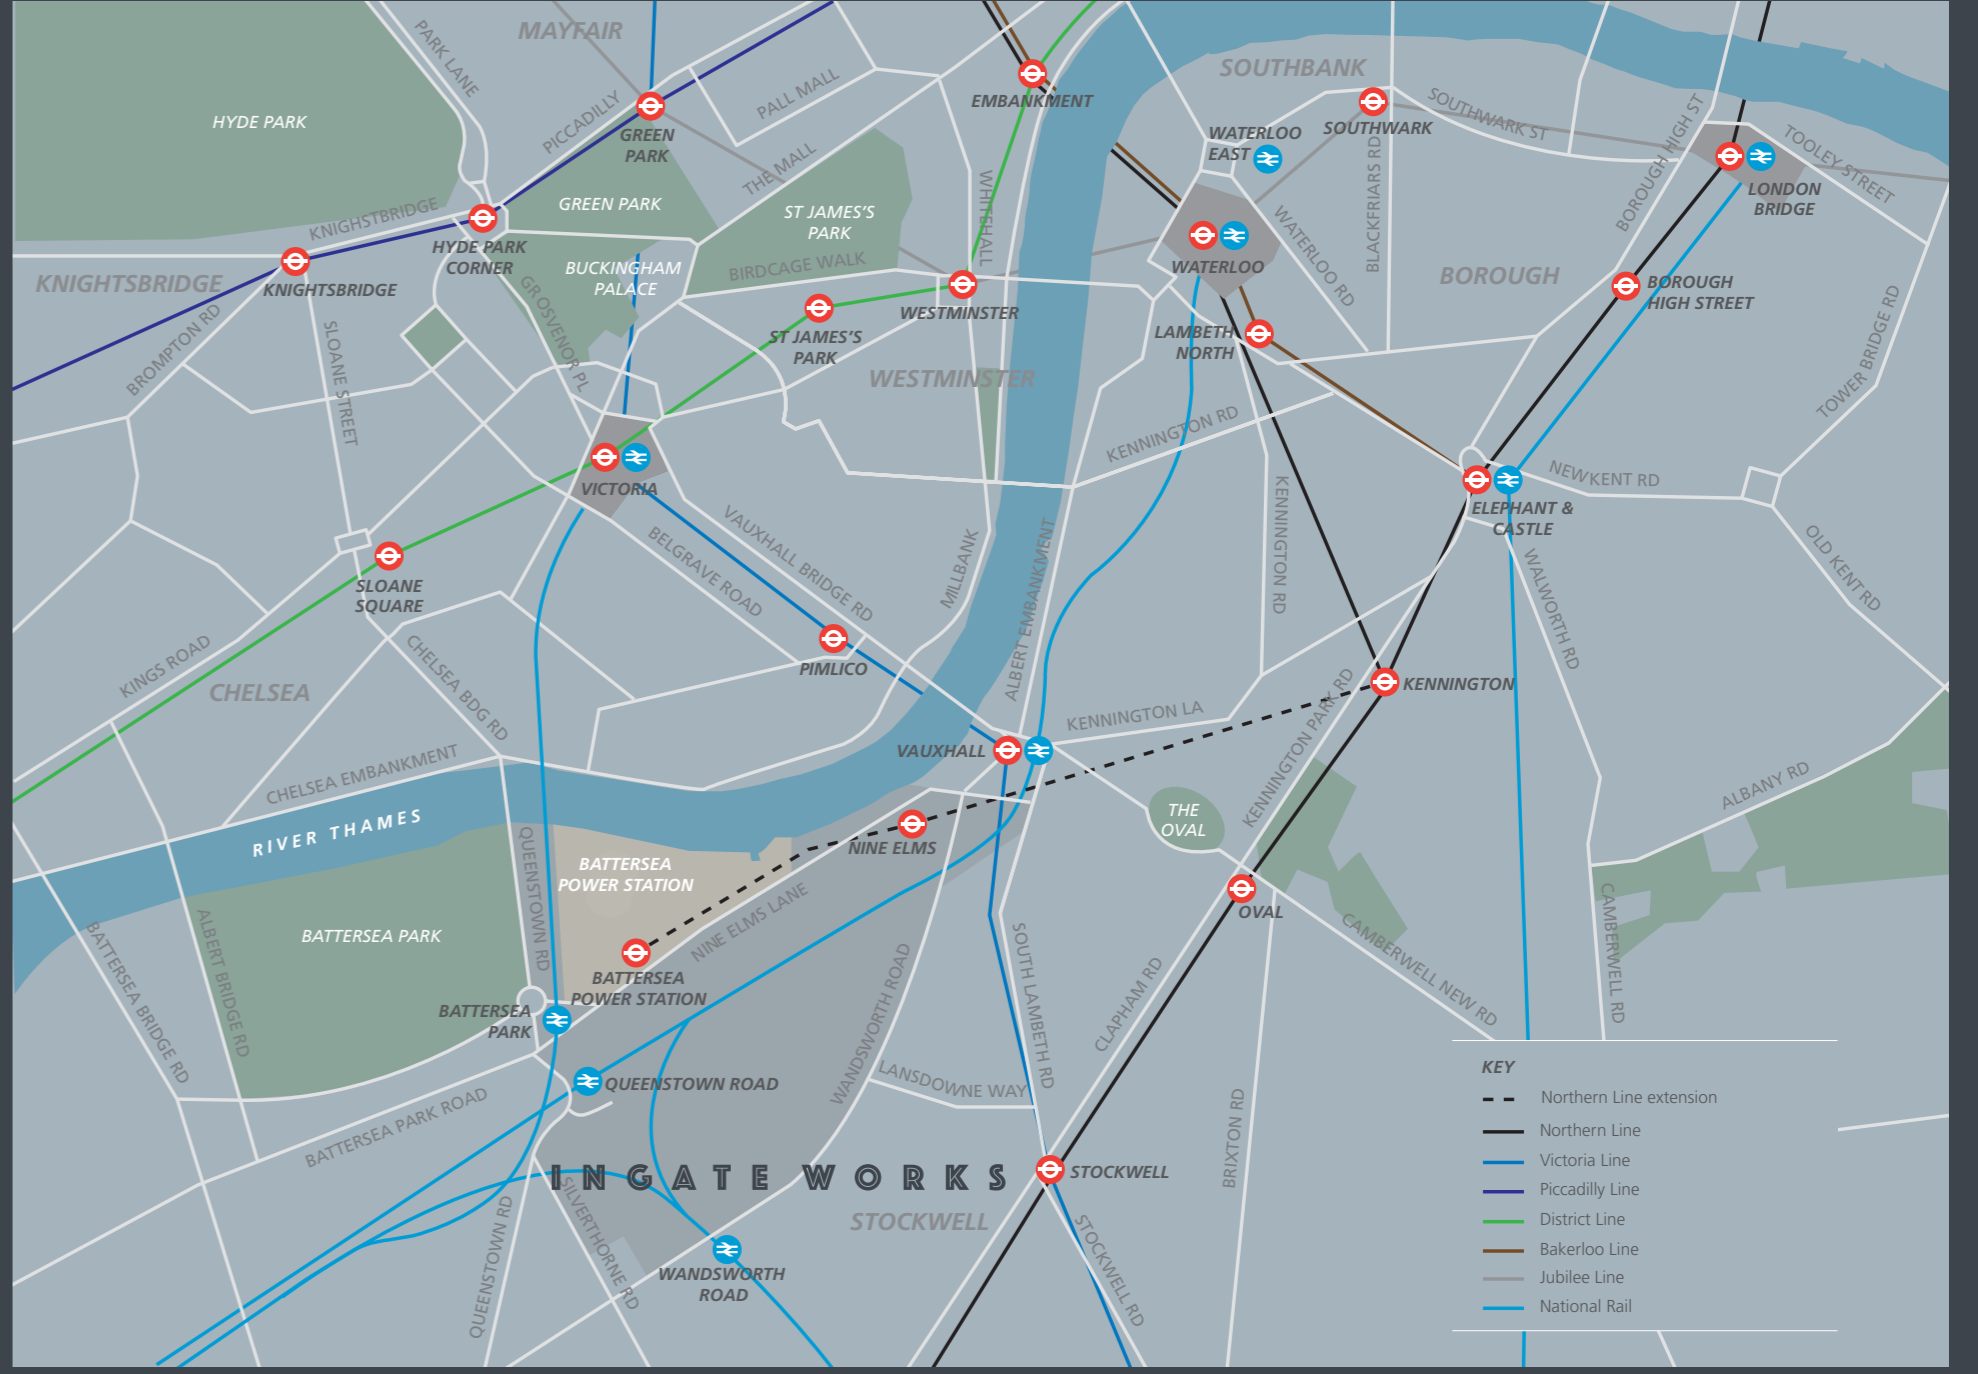 MAYFAIR
PARK LANE
HYDE PARK
PICCADILLY
GREEN
PARK
PALL MALL
THE MALL
EMBANKMENT
SOUTHBANK
WATERLOO
EAST
SOUTHWARK
SOUTHWARK ST
BLACKFRIARS RD
BOROUGH HIGH ST
TOOLEY STREET
LONDON
BRIDGE
KNIGHSTBRIDGE
HYDE PARK
CORNER
GREEN PARK
ST JAMES'S
PARK
WHITEHALL
WATERLOO
WATERLOO RD
BOROUGH
BOROUGH
HIGH STREET
KNIGHTSBRIDGE
KNIGHTSBRIDGE
BUCKINGHAM
PALACE
BIRDCAGE WALK
GROSVENOR PL
ST JAMES'S
PARK
WESTMINSTER
WESTMINSTER
LAMBETH
NORTH
TOWER BRIDGE RD
BROMPTON RD
SLOANE STREET
KENNINGTON RD
KENNINGTON RD
VICTORIA
NEW KENT RD
ELEPHANT &
CASTLE
OLD KENT RD
WALWORTH RD
SLOANE
SQUARE
VAUXHALL BRIDGE RD
BELGRAVE ROAD
MILLBANK
ALBERT EMBANKMENT
PIMLICO
KINGS ROAD
CHELSEA
CHELSEA BDG RD
KENNINGTON
KENNINGTON LA
KENNINGTON PARK RD
VAUXHALL
CHELSEA EMBANKMENT
RIVER THAMES
THE
OVAL
ALBANY RD
NINE ELMS
BATTERSEA
POWER STATION
QUEENSTOWN RD
NINE ELMS LANE
OVAL
CAMBERWELL NEW RD
CAMBERWELL RD
BATTERSEA PARK
ALBERT BRIDGE RD
BATTERSEA BRIDGE RD
BATTERSEA
POWER STATION
BATTERSEA
PARK
WANDSWORTH ROAD
SOUTH LAMBETH RD
CLAPHAM RD
QUEENSTOWN ROAD
LANSDOWNE WAY
BATTERSEA PARK ROAD
BRIXTON RD
INGATE WORKS
STOCKWELL
STOCKWELL
STOCKWELL RD
QUEENSTOWN RD
SILVERTHORNE RD
WANDSWORTH
ROAD
KEY
Northern Line extension
Northern Line
Victoria Line
Piccadilly Line
District Line
Bakerloo Line
Jubilee Line
National Rail